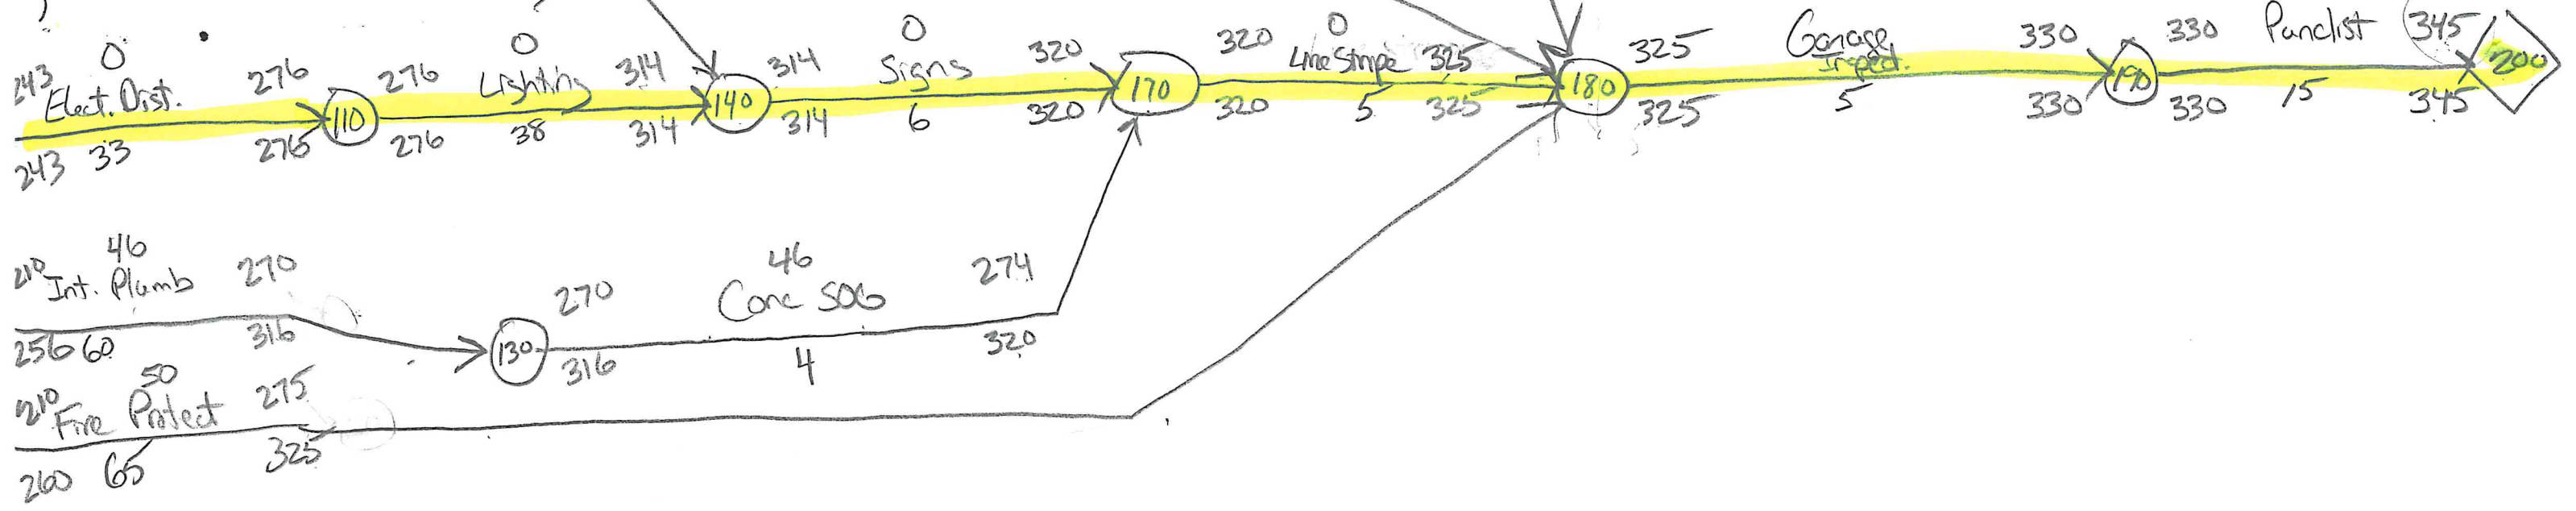 0 0 0 0
243 Elect. Dist. 276 276 Lighting 314 314 Signs 320 320 Line Stripe 325 325 Garage Inspect. 330 330 Punclist 345
110 140 170 180 190 200
243 33 276 276 38 314 314 6 320 320 5 325 325 5 330 330 15 345
46 46
210 Int. Plumb 270 270 Conc SOG 274
130
256 60 316 316 4 320
50
210 Fire Protect 275
260 65 325